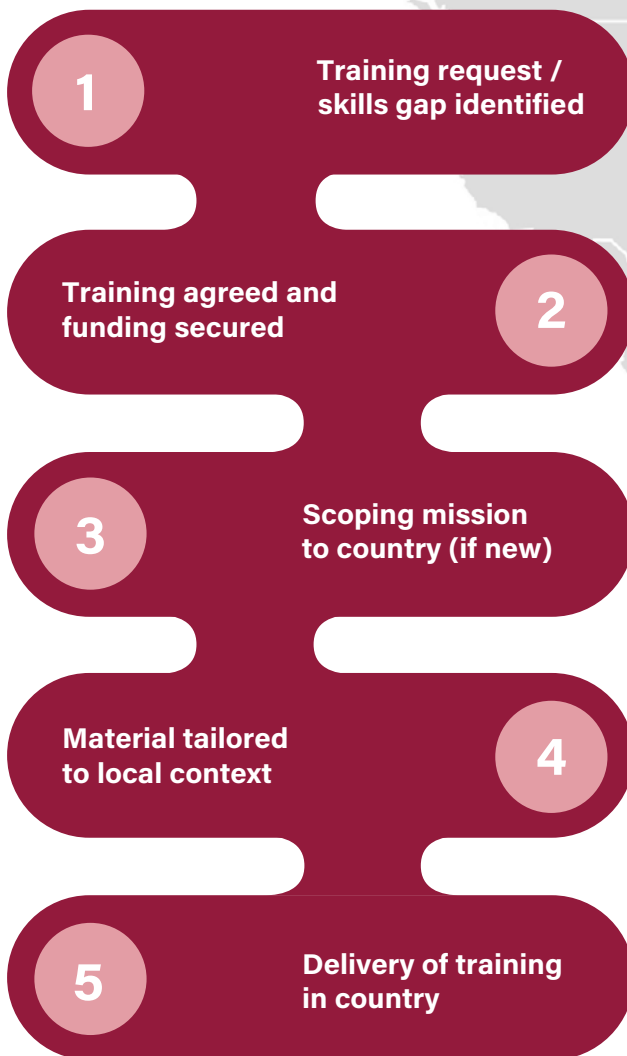 1
Training request /
skills gap identified
Training agreed and
funding secured
2
3
Scoping mission
to country (if new)
Material tailored
to local context
4
5
Delivery of training
in country